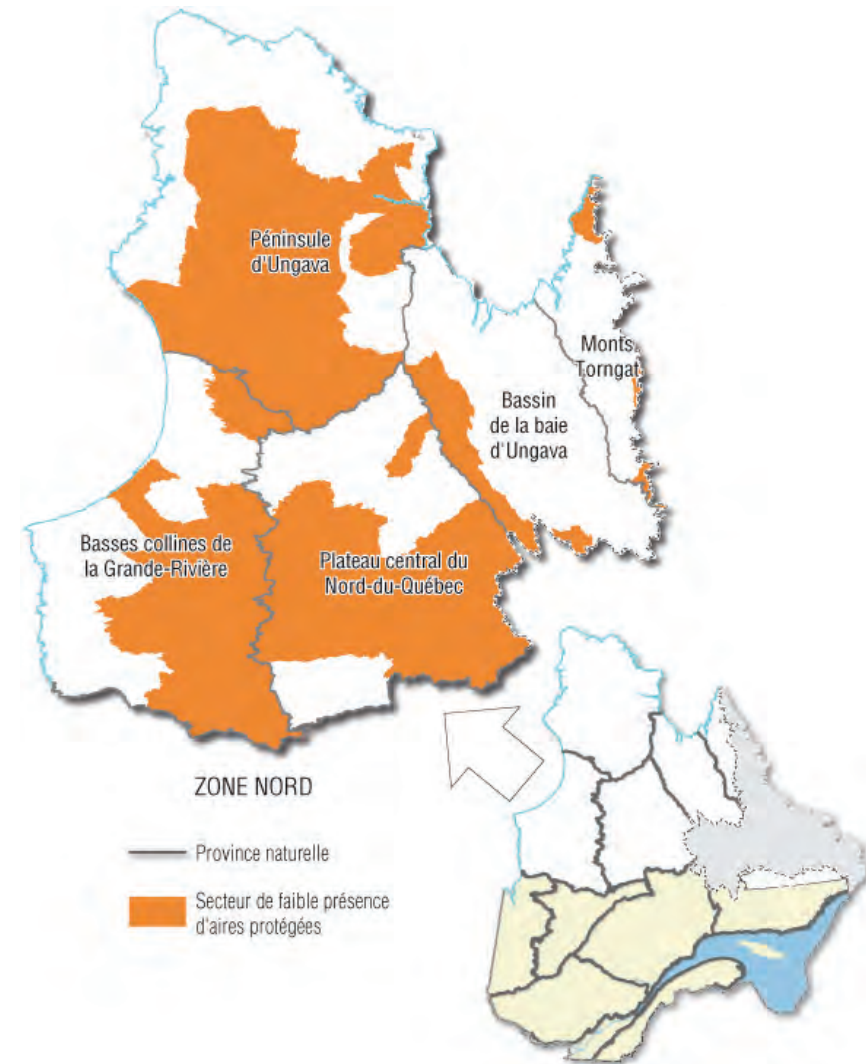 Péninsule
d'Ungava
Monts
Torngat
Bassin
de la baie
d'Ungava
Basses collines de
la Grande-Rivière
Plateau central du
Nord-du-Québec
ZONE NORD
Province naturelle
Secteur de faible présence
d'aires protégées